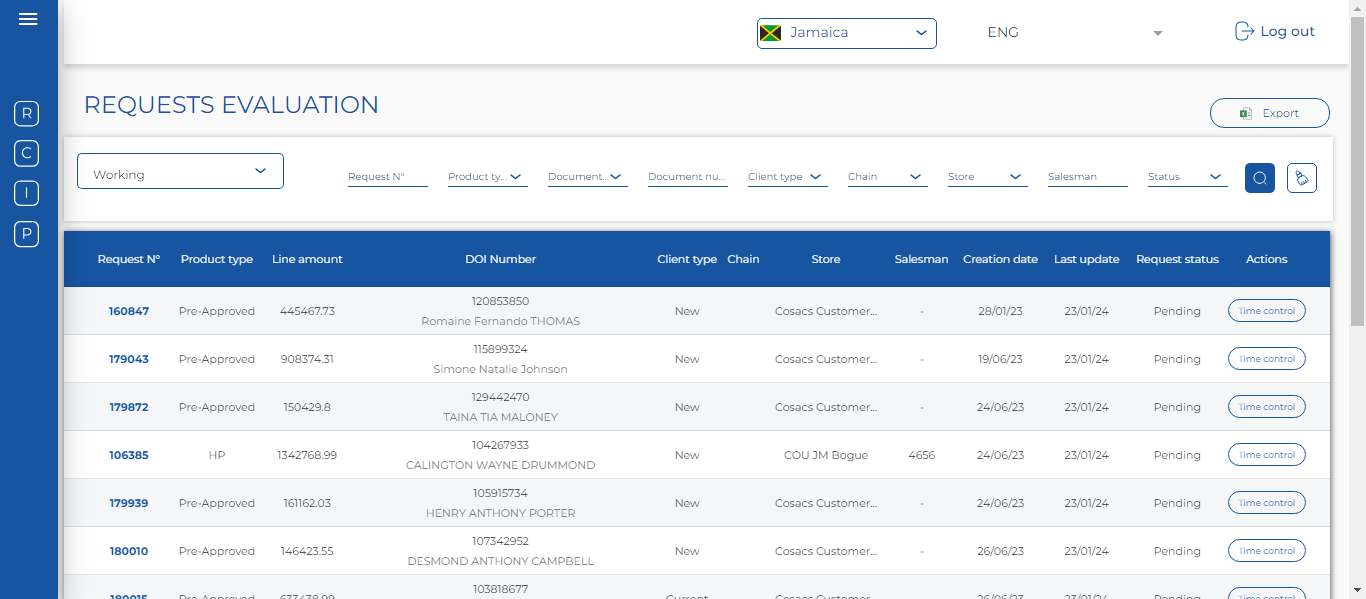 Jamaica ENG Log out
REQUESTS EVALUATION
Export
R
C
I
P
Working Request N° Product ty... Document... Document nu... Client type Chain Store Salesman Status
Request N° Product type Line amount DOI Number Client type Chain Store Salesman Creation date Last update Request status Actions
160847 Pre-Approved 445467.73 120853850 New Cosacs Customer... - 28/01/23 23/01/24 Pending Time control
Romaine Fernando THOMAS
179043 Pre-Approved 908374.31 115899324 New Cosacs Customer... - 19/06/23 23/01/24 Pending Time control
Simone Natalie Johnson
179872 Pre-Approved 150429.8 129442470 New Cosacs Customer... - 24/06/23 23/01/24 Pending Time control
TAINA TIA MALONEY
106385 HP 1342768.99 104267933 New COU JM Bogue 4656 24/06/23 23/01/24 Pending Time control
CALINGTON WAYNE DRUMMOND
179939 Pre-Approved 161162.03 105915734 New Cosacs Customer... - 24/06/23 23/01/24 Pending Time control
HENRY ANTHONY PORTER
180010 Pre-Approved 146423.55 107342952 New Cosacs Customer... - 26/06/23 23/01/24 Pending Time control
DESMOND ANTHONY CAMPBELL
180015 Pre-Approved 633438.99 103818677 Current Cosacs Customer... - 26/06/23 23/01/24 Pending Time control